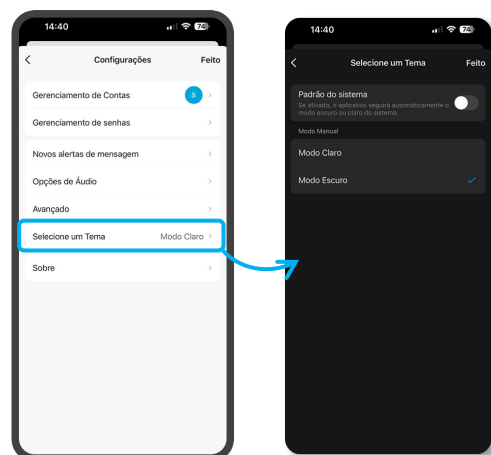 14:40
74
Configurações
Feito
Gerenciamento de Contas
S
Gerenciamento de senhas
Novos alertas de mensagem
Opções de Áudio
Avançado
Selecione um Tema
Modo Claro
Sobre
14:40
74
Selecione um Tema
Feito
Padrão do sistema
Se ativado, o aplicativo seguirá automaticamente o
modo escuro ou claro do sistema.
Modo Manual
Modo Claro
Modo Escuro